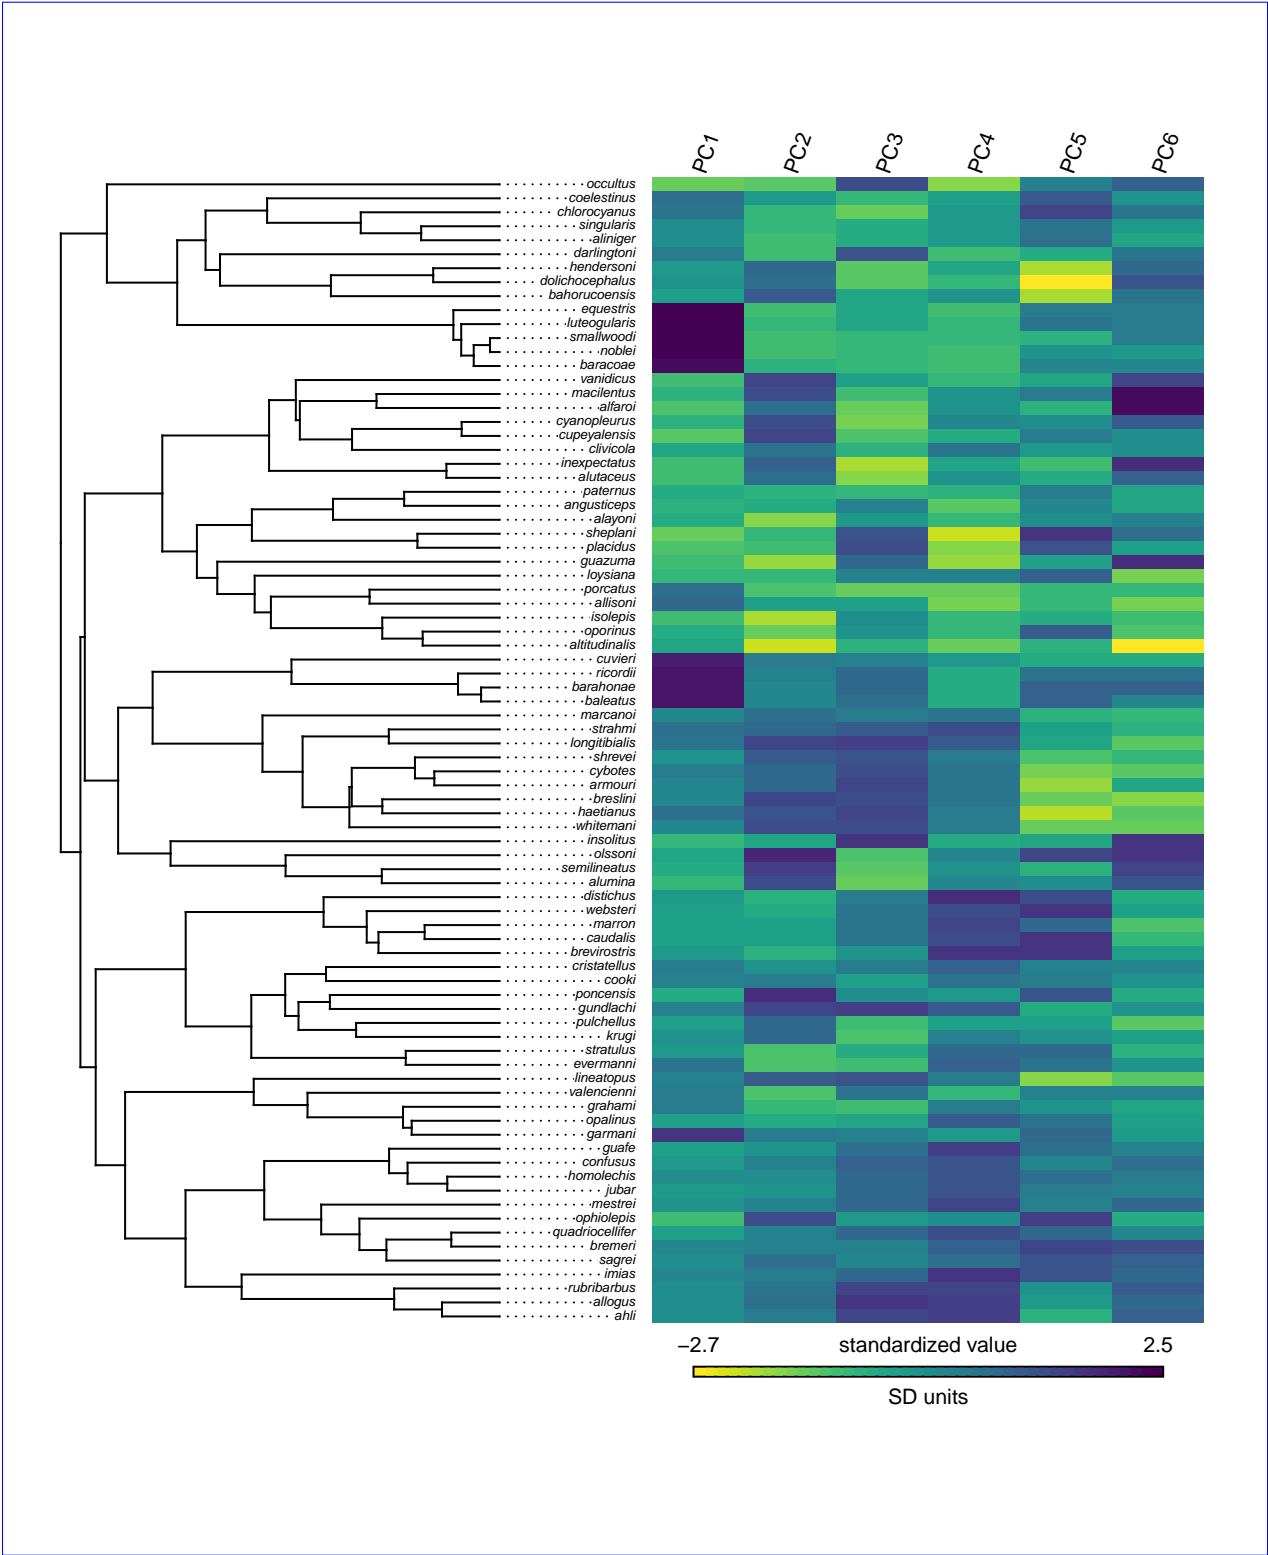 PC1 PC2 PC3 PC4 PC5 PC6
occultus
coelestinus
chlorocyanus
singularis
aliniger
darlingtoni
hendersoni
dolichocephalus
bahorucoensis
equestris
luteogularis
smallwoodi
noblei
baracoae
vanidicus
macilentus
alfaroi
cyanopleurus
cupeyalensis
clivicola
inexpectatus
alutaceus
paternus
angusticeps
alayoni
sheplani
placidus
guazuma
loysiana
porcatus
allisoni
isolepis
oporinus
altitudinalis
cuvieri
ricordii
barahonae
baleatus
marcanoi
strahmi
longitibialis
shrevei
cybotes
armouri
breslini
haetianus
whitemani
insolitus
olssoni
semilineatus
alumina
distichus
websteri
marron
caudalis
brevirostris
cristatellus
cooki
poncensis
gundlachi
pulchellus
krugi
stratulus
evermanni
lineatopus
valencienni
grahami
opalinus
garmani
guafe
confusus
homolechis
jubar
mestrei
ophiolepis
quadriocellifer
bremeri
sagrei
imias
rubribarbus
allogus
ahli
−2.7 standardized value 2.5
SD units